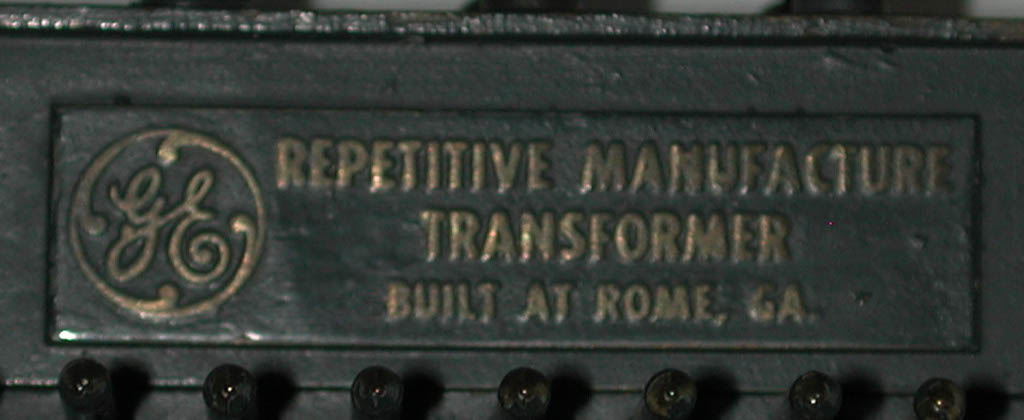 GE
REPETITIVE MANUFACTURE
TRANSFORMER
BUILT AT ROME, GA.